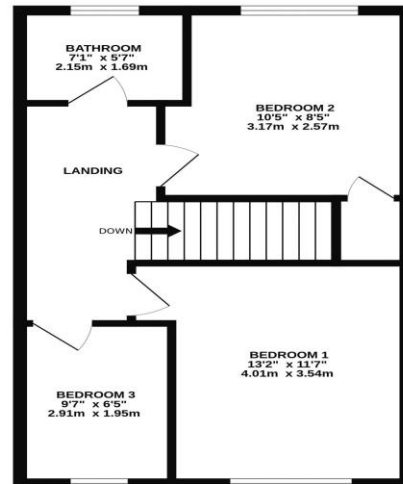 BATHROOM
7'1" x 5'7"
2.15m x 1.69m
BEDROOM 2
10'5" x 8'5"
3.17m x 2.57m
LANDING
DOWN
BEDROOM 1
13'2" x 11'7"
4.01m x 3.54m
BEDROOM 3
9'7" x 6'5"
2.91m x 1.95m